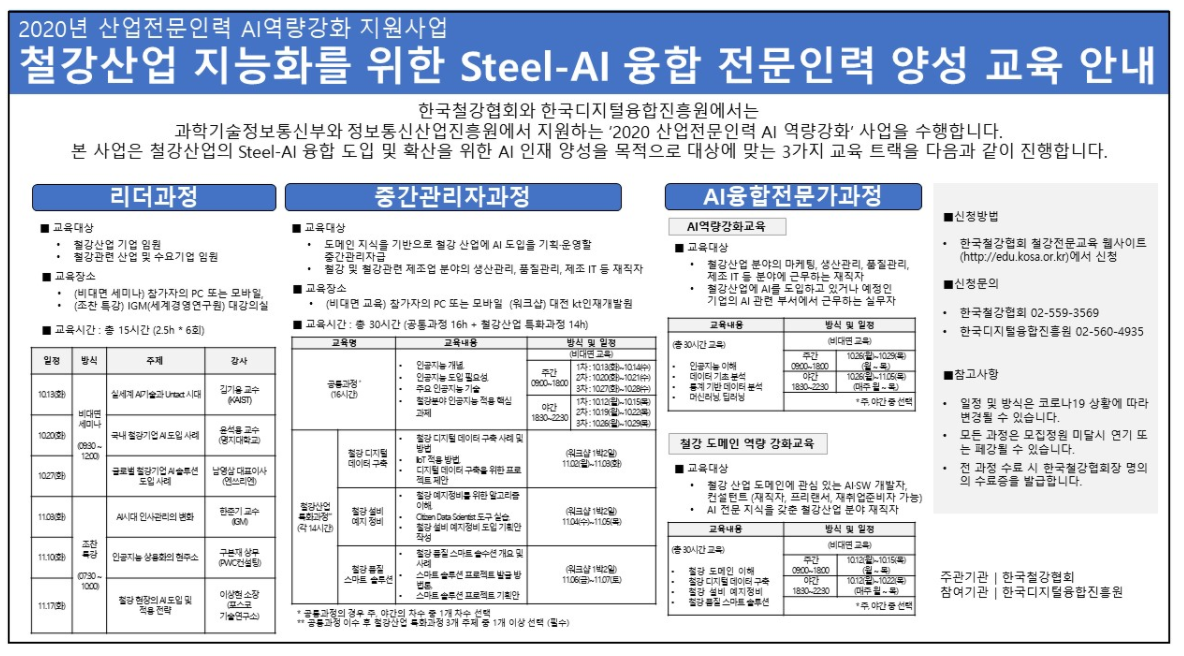 2020년 산업전문인력 AI역량강화 지원사업
철강산업 지능화를 위한 Steel-AI 융합 전문인력 양성 교육 안내
한국철강협회와 한국디지털융합진흥원에서는
과학기술정보통신부와 정보통신산업진흥원에서 지원하는 '2020 산업전문인력 AI 역량강화' 사업을 수행합니다.
본 사업은 철강산업의 Steel-AI 융합 도입 및 확산을 위한 AI 인재 양성을 목적으로 대상에 맞는 3가지 교육 트랙을 다음과 같이 진행합니다.
리더과정
■ 교육대상
• 철강산업 기업 임원
• 철강관련 산업 및 수요기업 임원
■ 교육장소
• (비대면 세미나) 참가자의 PC 또는 모바일,
• (조찬 특강) IGM(세계경영연구원) 대강의실
■ 교육시간 : 총 15시간 (2.5h * 6회)
일정 방식 주제 강사
비대면
세미나
(09:30 ~
12:00)
10.13(화) 실세계 AI기술과 Untact 시대 김기응 교수
(KAIST)
10.20(화) 국내 철강기업 AI 도입 사례 윤석용 교수
(명지대학교)
10.27(화) 글로벌 철강기업 AI 솔루션
도입 사례 남영삼 대표이사
(엔쓰리엔)
조찬
특강
(07:30 ~
10:00)
11.03(화) AI시대 인사관리의 변화 한준기 교수
(IGM)
11.10(화) 인공지능 상용화의 현주소 구본재 상무
(PWC컨설팅)
11.17(화) 철강 현장의 AI 도입 및
적용 전략 이상현 소장
(포스코
기술연구소)
중간관리자과정
■ 교육대상
• 도메인 지식을 기반으로 철강 산업에 AI 도입을 기획·운영할
중간관리자급
• 철강 및 철강관련 제조업 분야의 생산관리, 품질관리, 제조 IT 등 재직자
■ 교육장소
• (비대면 교육) 참가자의 PC 또는 모바일 (워크샵) 대전 kt인재개발원
■ 교육시간 : 총 30시간 (공통과정 16h + 철강산업 특화과정 14h)
교육명 교육내용 방식 및 일정
공통과정*
(16시간)
• 인공지능 개념,
• 인공지능 도입 필요성,
• 주요 인공지능 기술
• 철강분야 인공지능 적용 핵심
과제
(비대면 교육)
주간
09:00~18:00
1차 : 10.13(화)~10.14(수)
2차 : 10.20(화)~10.21(수)
3차 : 10.27(화)~10.28(수)
야간
18:30~22:30
1차 : 10.12(월)~10.15(목)
2차 : 10.19(월)~10.22(목)
3차 : 10.26(월)~10.29(목)
철강산업
특화과정**
(각 14시간)
철강 디지털
데이터 구축
• 철강 디지털 데이터 구축 사례 및
방법
• IIoT 적용 방법,
• 디지털 데이터 구축을 위한 프로
젝트 제안
(워크샵 1박2일)
11.02(월)~11.03(화)
철강 설비
예지 정비
• 철강 예지정비를 위한 알고리즘
이해,
• Citizen Data Scientist 도구 실습,
• 철강 설비 예지정비 도입 기획안
작성
(워크샵 1박2일)
11.04(수)~11.05(목)
철강 품질
스마트 솔루션
• 철강 품질 스마트 솔수션 개요 및
사례
• 스마트 솔루션 프로젝트 발굴 방
법론,
• 스마트 솔루션 프로젝트 기획안
(워크샵 1박2일)
11.06(금)~11.07(토)
* 공통과정의 경우 주, 야간의 차수 중 1개 차수 선택
** 공통과정 이수 후 철강산업 특화과정 3개 주제 중 1개 이상 선택 (필수)
AI융합전문가과정
AI역량강화교육
■ 교육대상
• 철강산업 분야의 마케팅, 생산관리, 품질관리,
제조 IT 등 분야에 근무하는 재직자
• 철강산업에 AI를 도입하고 있거나 예정인
기업의 AI 관련 부서에서 근무하는 실무자
교육내용 방식 및 일정
(총 30시간 교육)
• 인공지능 이해
• 데이터 기초 분석
• 통계 기반 데이터 분석
• 머신러닝, 딥러닝
(비대면 교육)
주간
09:00~18:00
10.26(월)~10.29(목)
(월 ~ 목)
야간
18:30~22:30
10.26(월)~11.05(목)
(매주 월 ~ 목)
* 주, 야간 중 선택
철강 도메인 역량 강화교육
■ 교육대상
• 철강 산업 도메인에 관심 있는 AI·SW 개발자,
컨설턴트 (재직자, 프리랜서, 재취업준비자 가능)
• AI 전문 지식을 갖춘 철강산업 분야 재직자
교육내용 방식 및 일정
(총 30시간 교육)
• 철강 도메인 이해
• 철강 디지털 데이터 구축
• 철강 설비 예지정비
• 철강 품질 스마트 솔루션
(비대면 교육)
주간
09:00~18:00
10.12(월)~10.15(목)
(월 ~ 목)
야간
18:30~22:30
10.12(월)~10.22(목)
(매주 월 ~ 목)
* 주, 야간 중 선택
■신청방법
• 한국철강협회 철강전문교육 웹사이트
(http://edu.kosa.or.kr)에서 신청
■신청문의
• 한국철강협회 02-559-3569
• 한국디지털융합진흥원 02-560-4935
■참고사항
• 일정 및 방식은 코로나19 상황에 따라
변경될 수 있습니다.
• 모든 과정은 모집정원 미달시 연기 또
는 폐강될 수 있습니다.
• 전 과정 수료 시 한국철강협회장 명의
의 수료증을 발급합니다.
주관기관 | 한국철강협회
참여기관 | 한국디지털융합진흥원